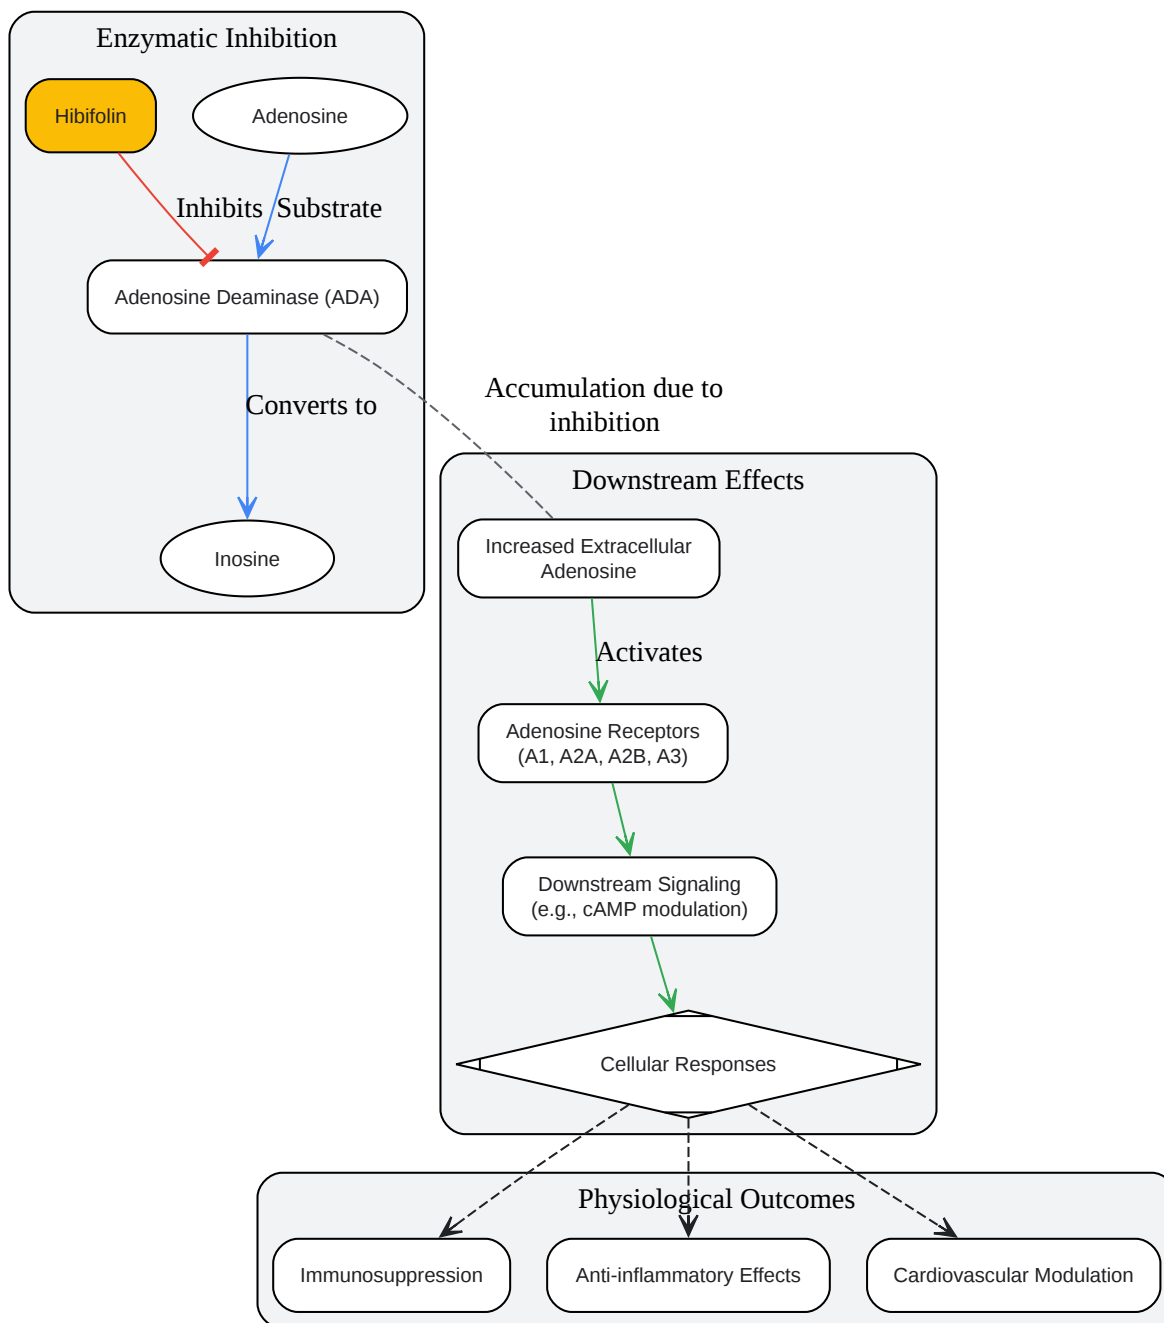 Enzymatic Inhibition
Hibifolin
Adenosine
Inhibits
Substrate
Adenosine Deaminase (ADA)
Converts to
Accumulation due to
inhibition
Inosine
Downstream Effects
Increased Extracellular
Adenosine
Activates
Adenosine Receptors
(A1, A2A, A2B, A3)
Downstream Signaling
(e.g., cAMP modulation)
Cellular Responses
Physiological Outcomes
Immunosuppression
Anti-inflammatory Effects
Cardiovascular Modulation